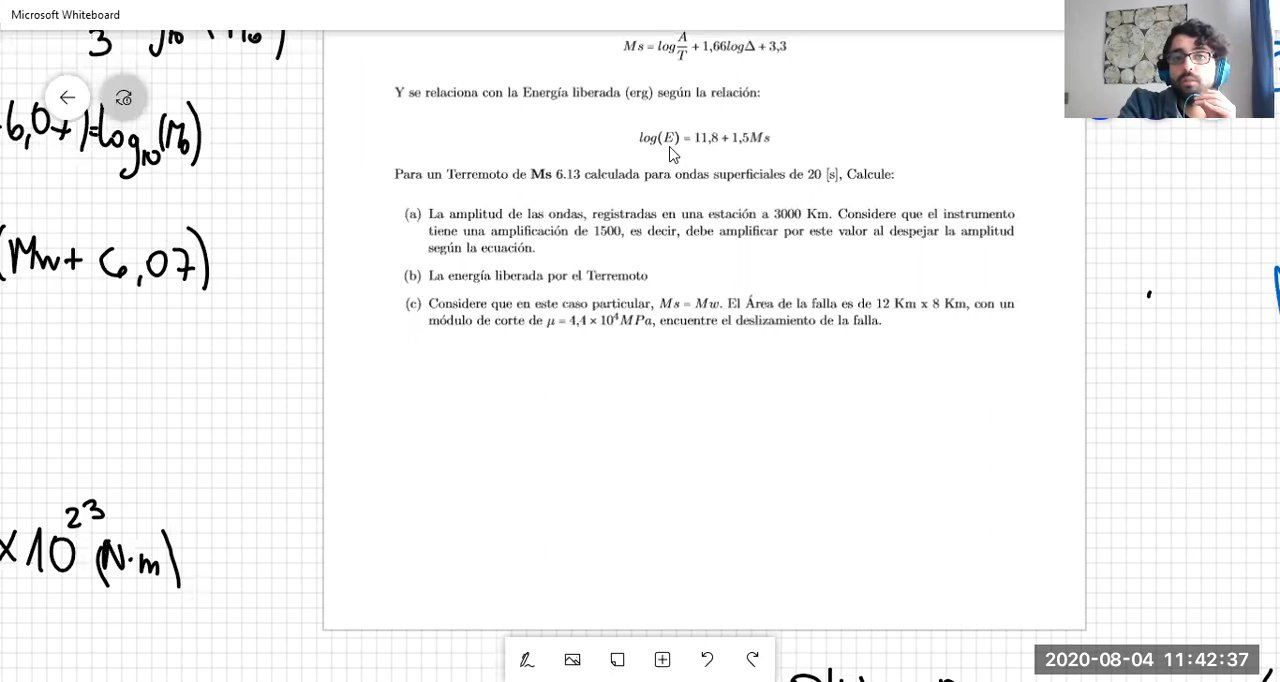 Microsoft Whiteboard
Ms = log A/T + 1,66logΔ + 3,3
Y se relaciona con la Energía liberada (erg) según la relación:
6,07)=log10(M0)
log(E) = 11,8 + 1,5Ms
Para un Terremoto de Ms 6.13 calculada para ondas superficiales de 20 [s], Calcule:
(a) La amplitud de las ondas, registradas en una estación a 3000 Km. Considere que el instrumento
tiene una amplificación de 1500, es decir, debe amplificar por este valor al despejar la amplitud
según la ecuación.
(Mw+ 6,07)
(b) La energía liberada por el Terremoto
(c) Considere que en este caso particular, Ms = Mw. El Área de la falla es de 12 Km x 8 Km, con un
módulo de corte de μ = 4,4 × 10⁴MPa, encuentre el deslizamiento de la falla.
×10²³ (N·m)
2020-08-04 11:42:37